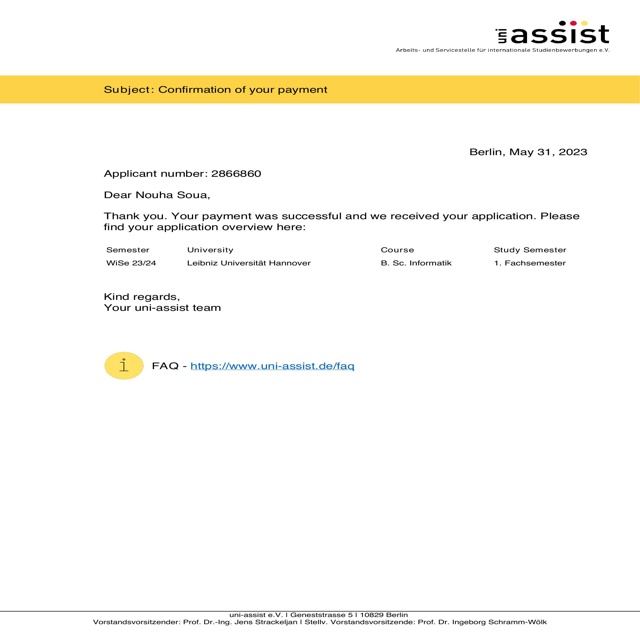 uni assist
Arbeits- und Servicestelle für internationale Studienbewerbungen e.V.
Subject: Confirmation of your payment
Berlin, May 31, 2023
Applicant number: 2866860
Dear Nouha Soua,
Thank you. Your payment was successful and we received your application. Please
find your application overview here:
Semester University Course Study Semester
WiSe 23/24 Leibniz Universität Hannover B. Sc. Informatik 1. Fachsemester
Kind regards,
Your uni-assist team
i FAQ - https://www.uni-assist.de/faq
uni-assist e.V. | Geneststrasse 5 | 10829 Berlin
Vorstandsvorsitzender: Prof. Dr.-Ing. Jens Strackeljan | Stellv. Vorstandsvorsitzende: Prof. Dr. Ingeborg Schramm-Wölk